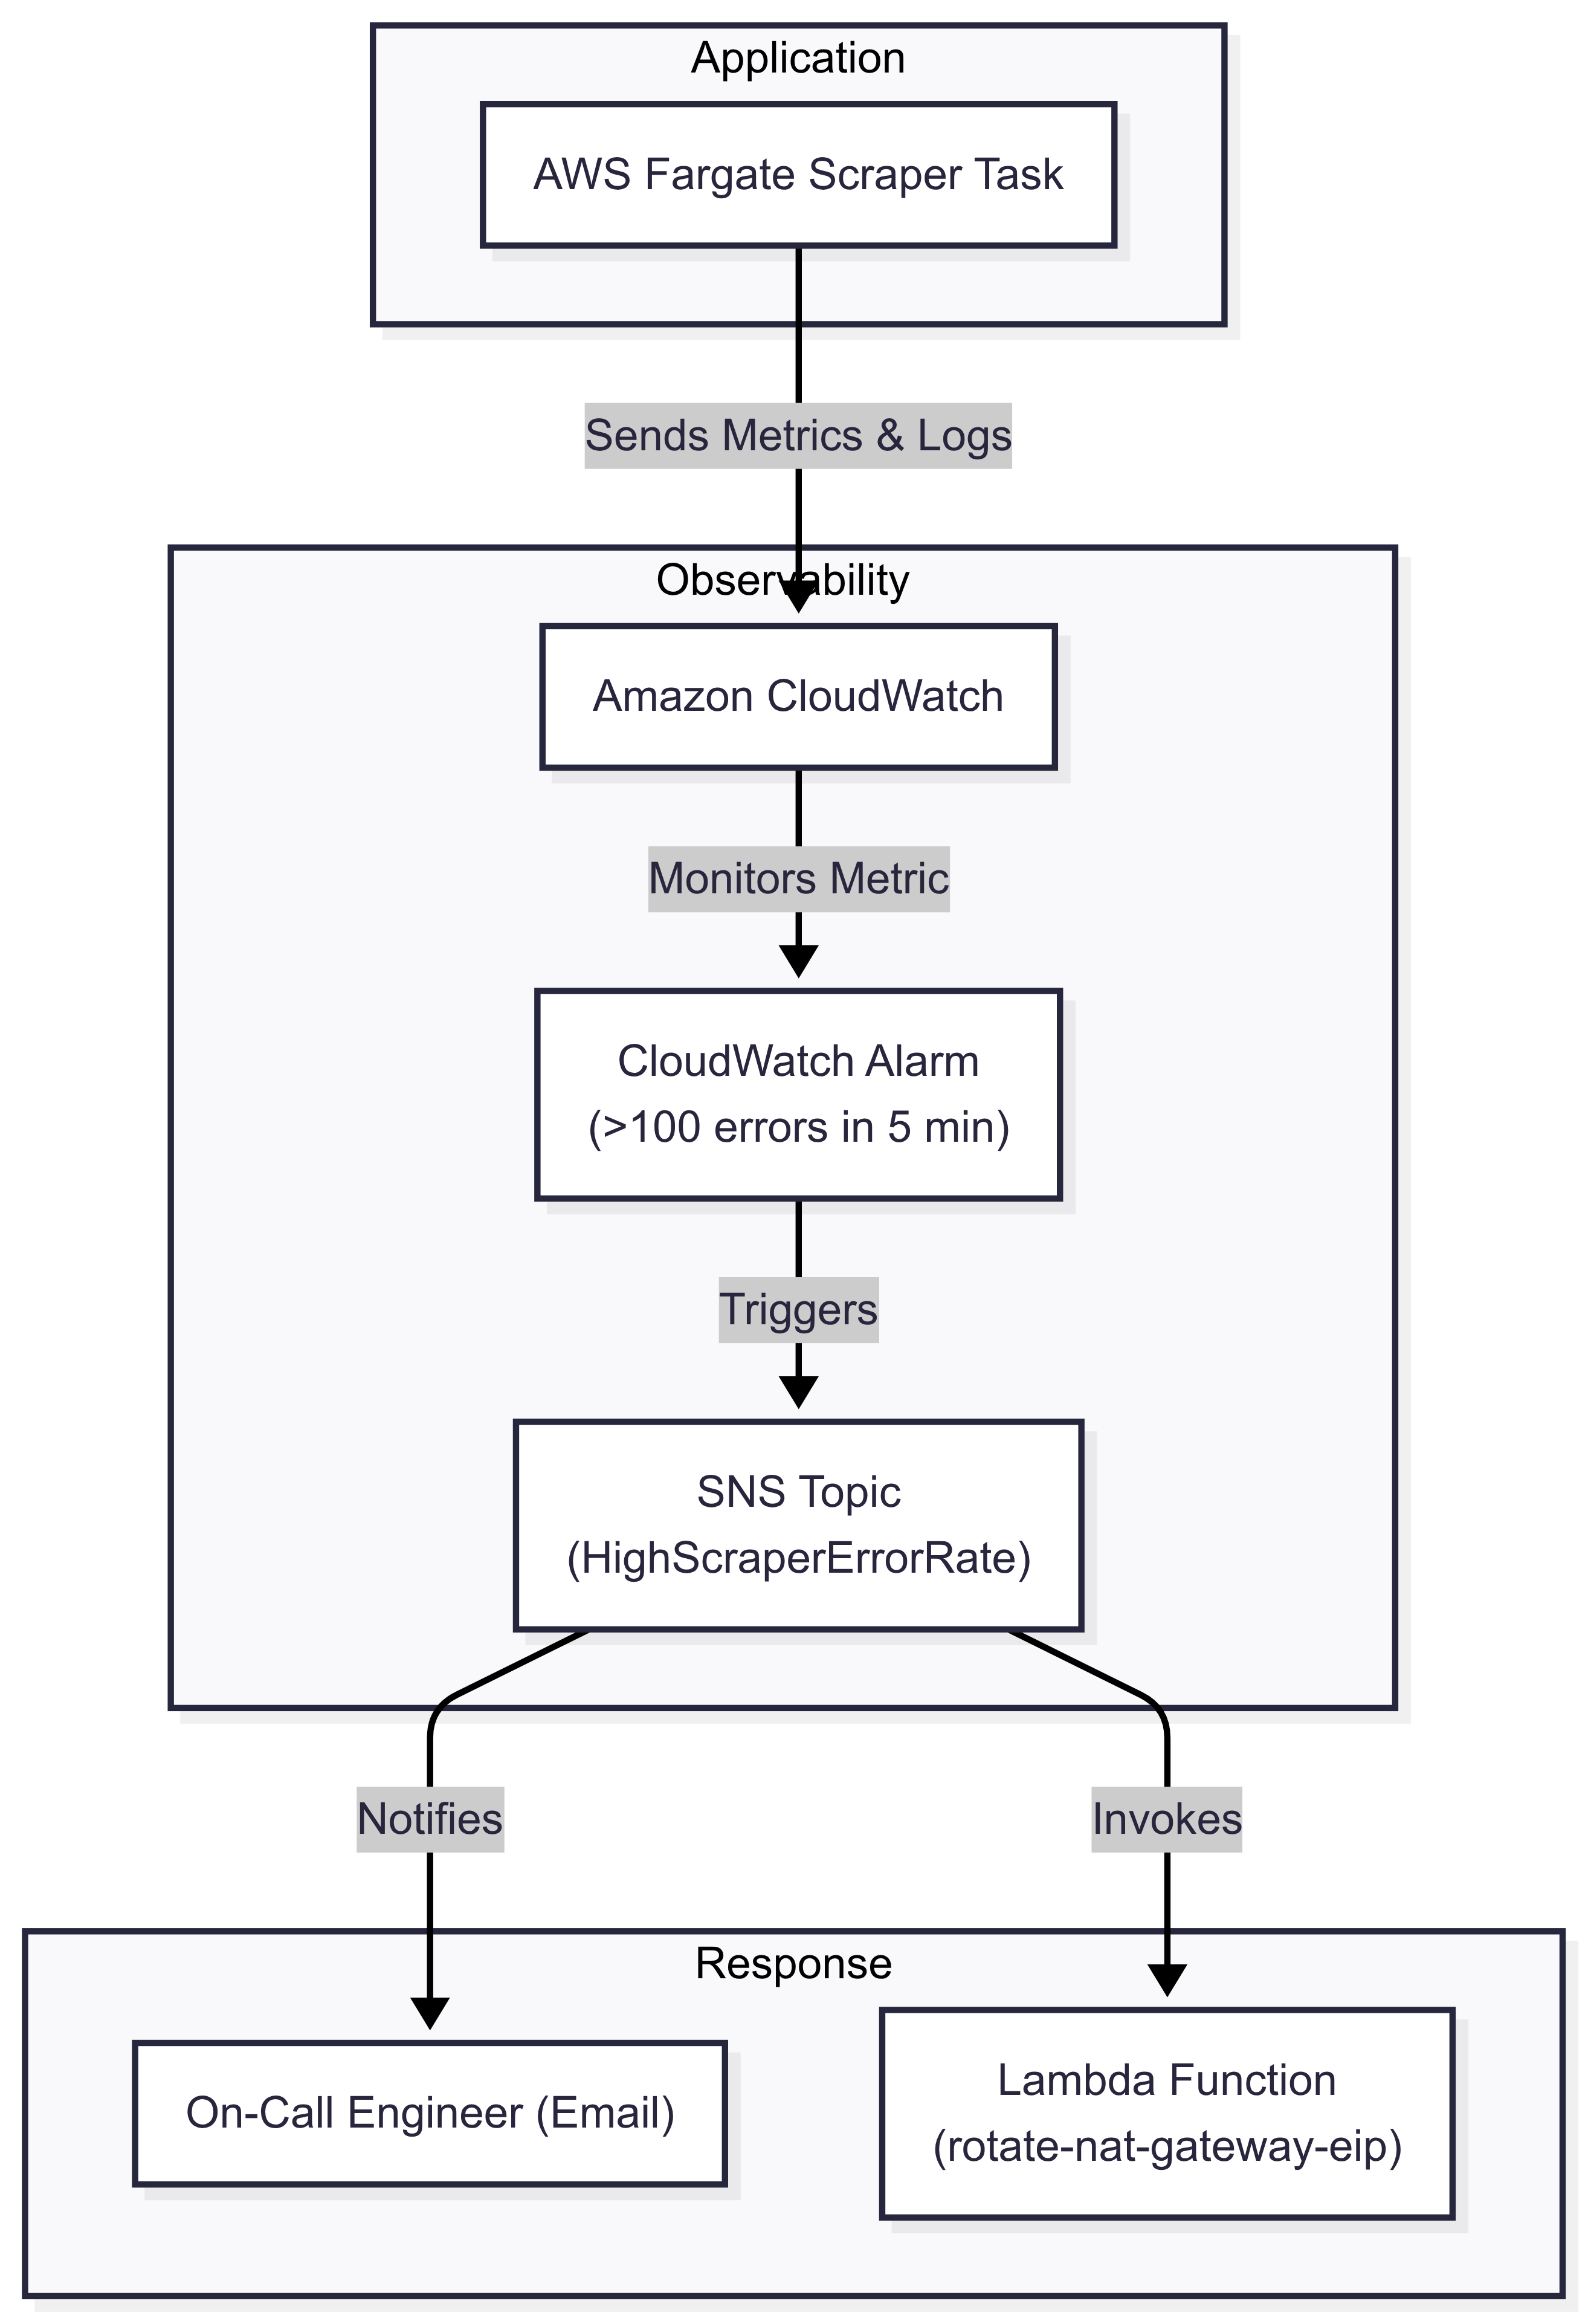 Application
AWS Fargate Scraper Task
Sends Metrics & Logs
Observability
Amazon CloudWatch
Monitors Metric
CloudWatch Alarm
(>100 errors in 5 min)
Triggers
SNS Topic
(HighScraperErrorRate)
Notifies
Invokes
Response
On-Call Engineer (Email)
Lambda Function
(rotate-nat-gateway-eip)